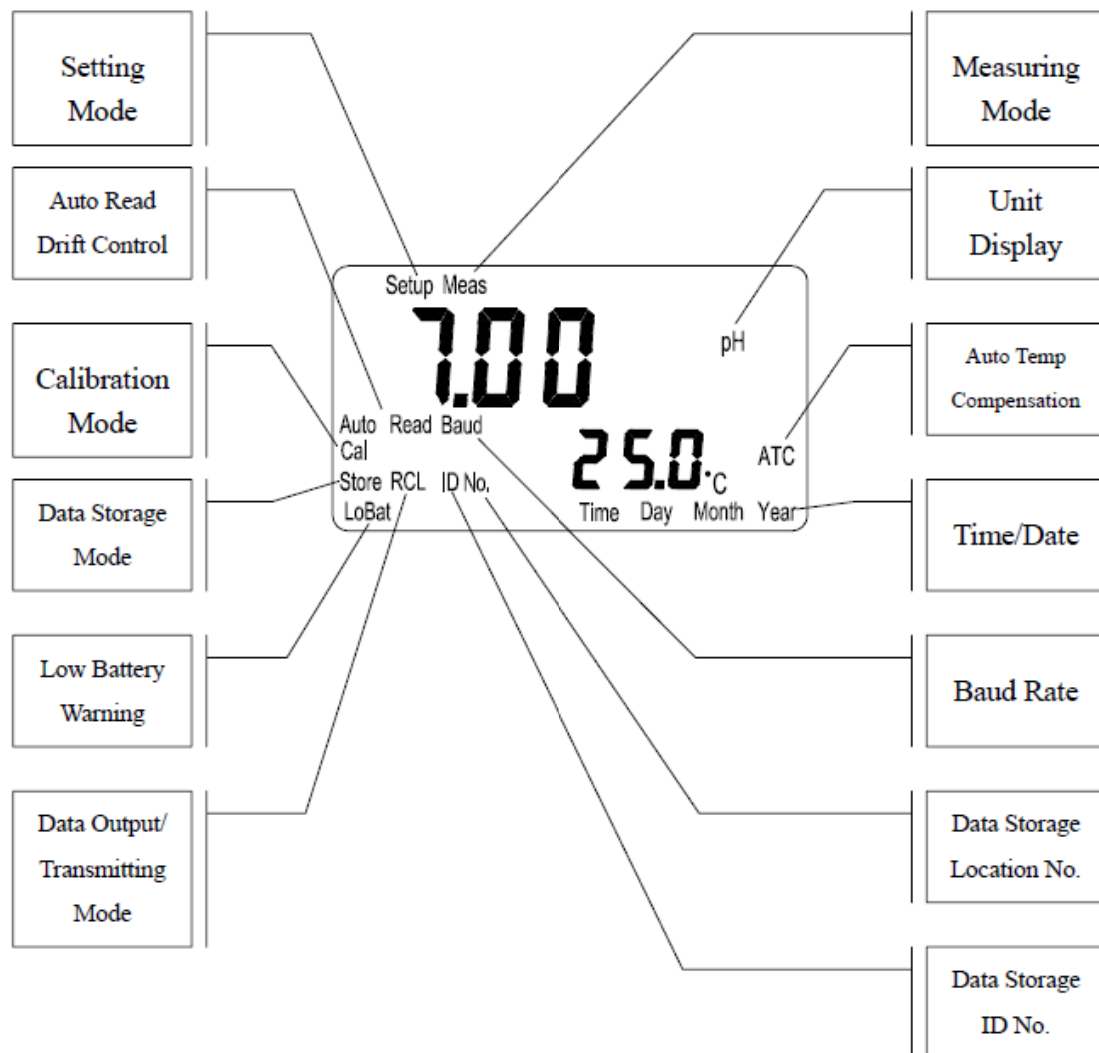 Setting
Mode
Measuring
Mode
Auto Read
Drift Control
Unit
Display
Calibration
Mode
Auto Temp
Compensation
Data Storage
Mode
Time/Date
Low Battery
Warning
Baud Rate
Data Output/
Transmitting
Mode
Data Storage
Location No.
Data Storage
ID No.
Setup Meas
7.00
pH
Auto Read Baud
Cal
25.0°C
ATC
Store RCL ID No.
LoBat
Time Day Month Year